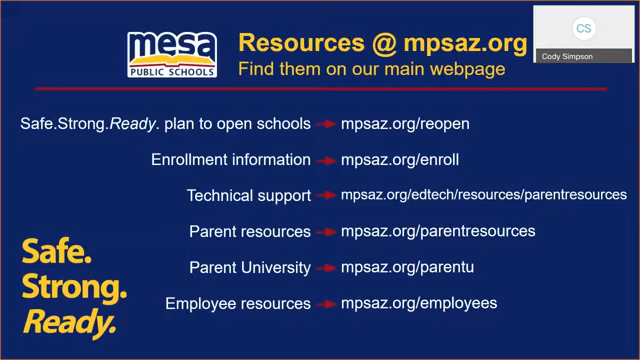 mesa
PUBLIC SCHOOLS
Resources @ mpsaz.org
Find them on our main webpage
CS
Cody Simpson
Safe.Strong.Ready. plan to open schools mpsaz.org/reopen
Enrollment information mpsaz.org/enroll
Technical support mpsaz.org/edtech/resources/parentresources
Parent resources mpsaz.org/parentresources
Parent University mpsaz.org/parentu
Employee resources mpsaz.org/employees
Safe.
Strong.
Ready.